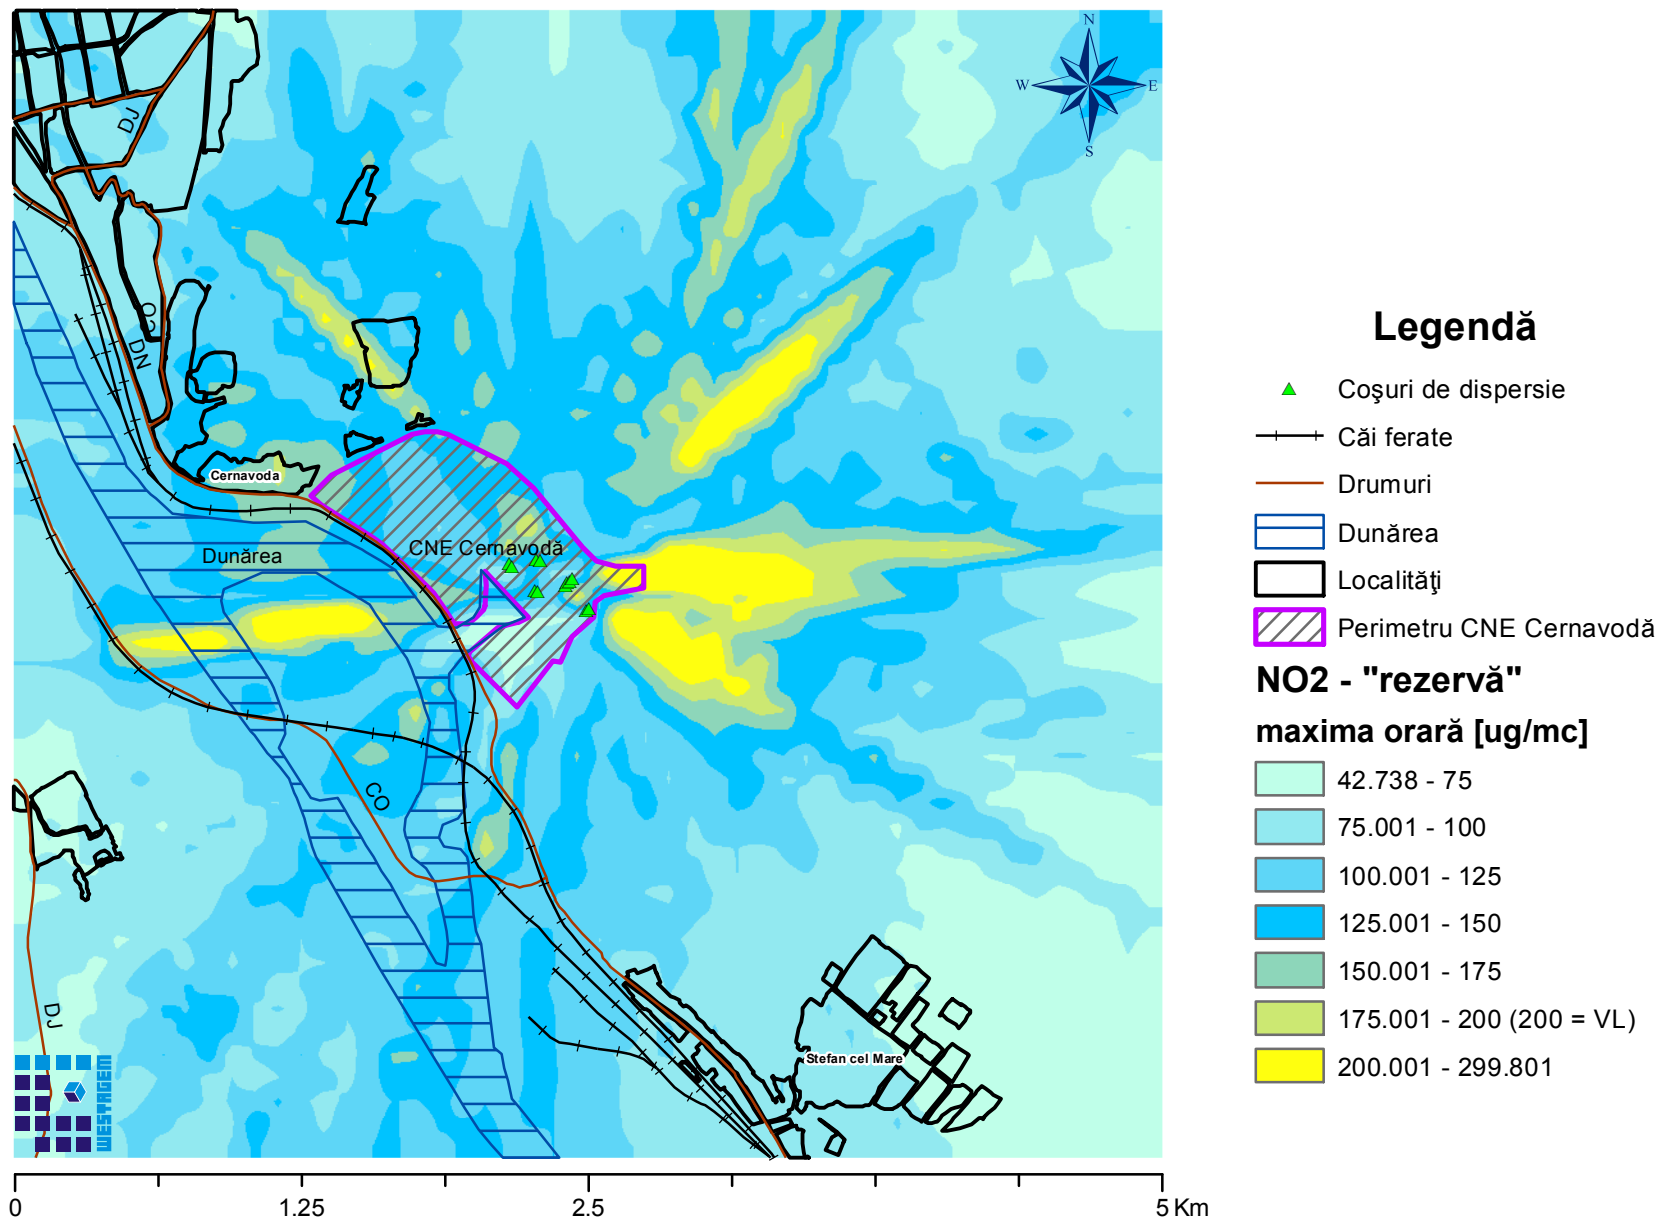 N
W
E
S
DJ
CO
DN
Cernavoda
Dunărea
CNE Cernavodă
CO
DJ
Stefan cel Mare
WESTAGEM
0
1.25
2.5
5 Km
Legendă
Coşuri de dispersie
Căi ferate
Drumuri
Dunărea
Localităţi
Perimetru CNE Cernavodă
NO2 - "rezervă"
maxima orară [ug/mc]
42.738 - 75
75.001 - 100
100.001 - 125
125.001 - 150
150.001 - 175
175.001 - 200 (200 = VL)
200.001 - 299.801